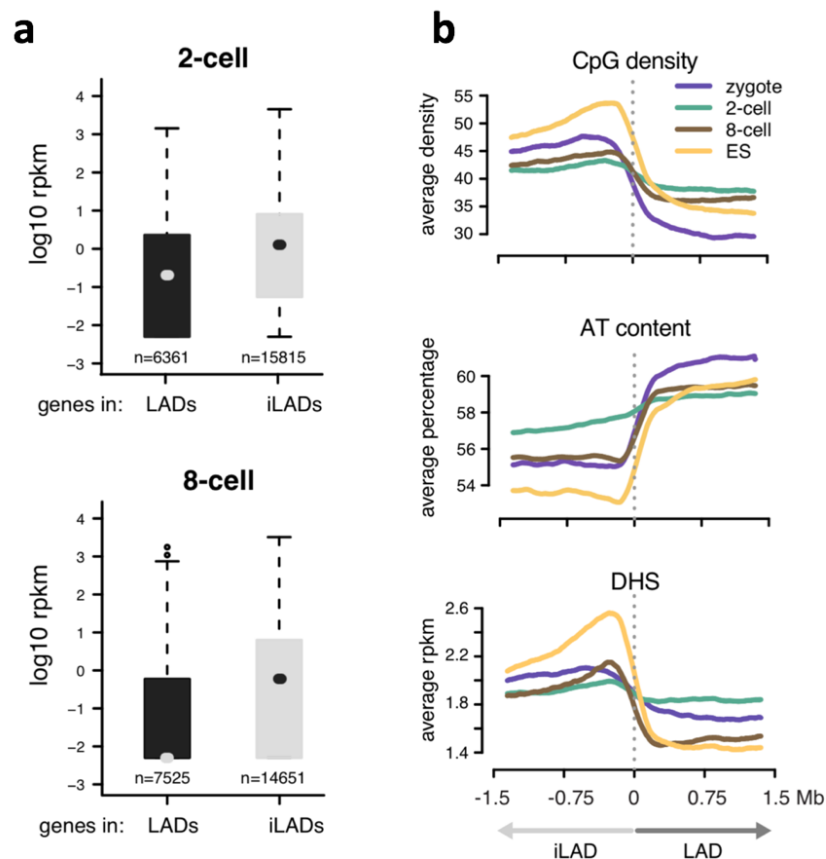 a
2-cell
log10 rpkm
4
3
2
1
0
−1
−2
−3
n=6361 n=15815
genes in: LADs iLADs
8-cell
log10 rpkm
4
3
2
1
0
−1
−2
−3
n=7525 n=14651
genes in: LADs iLADs
b
CpG density
zygote
2-cell
8-cell
ES
average density
55
50
45
40
35
30
AT content
average percentage
60
58
56
54
DHS
average rpkm
2.6
2.2
1.8
1.4
-1.5 -0.75 0 0.75 1.5 Mb
iLAD LAD